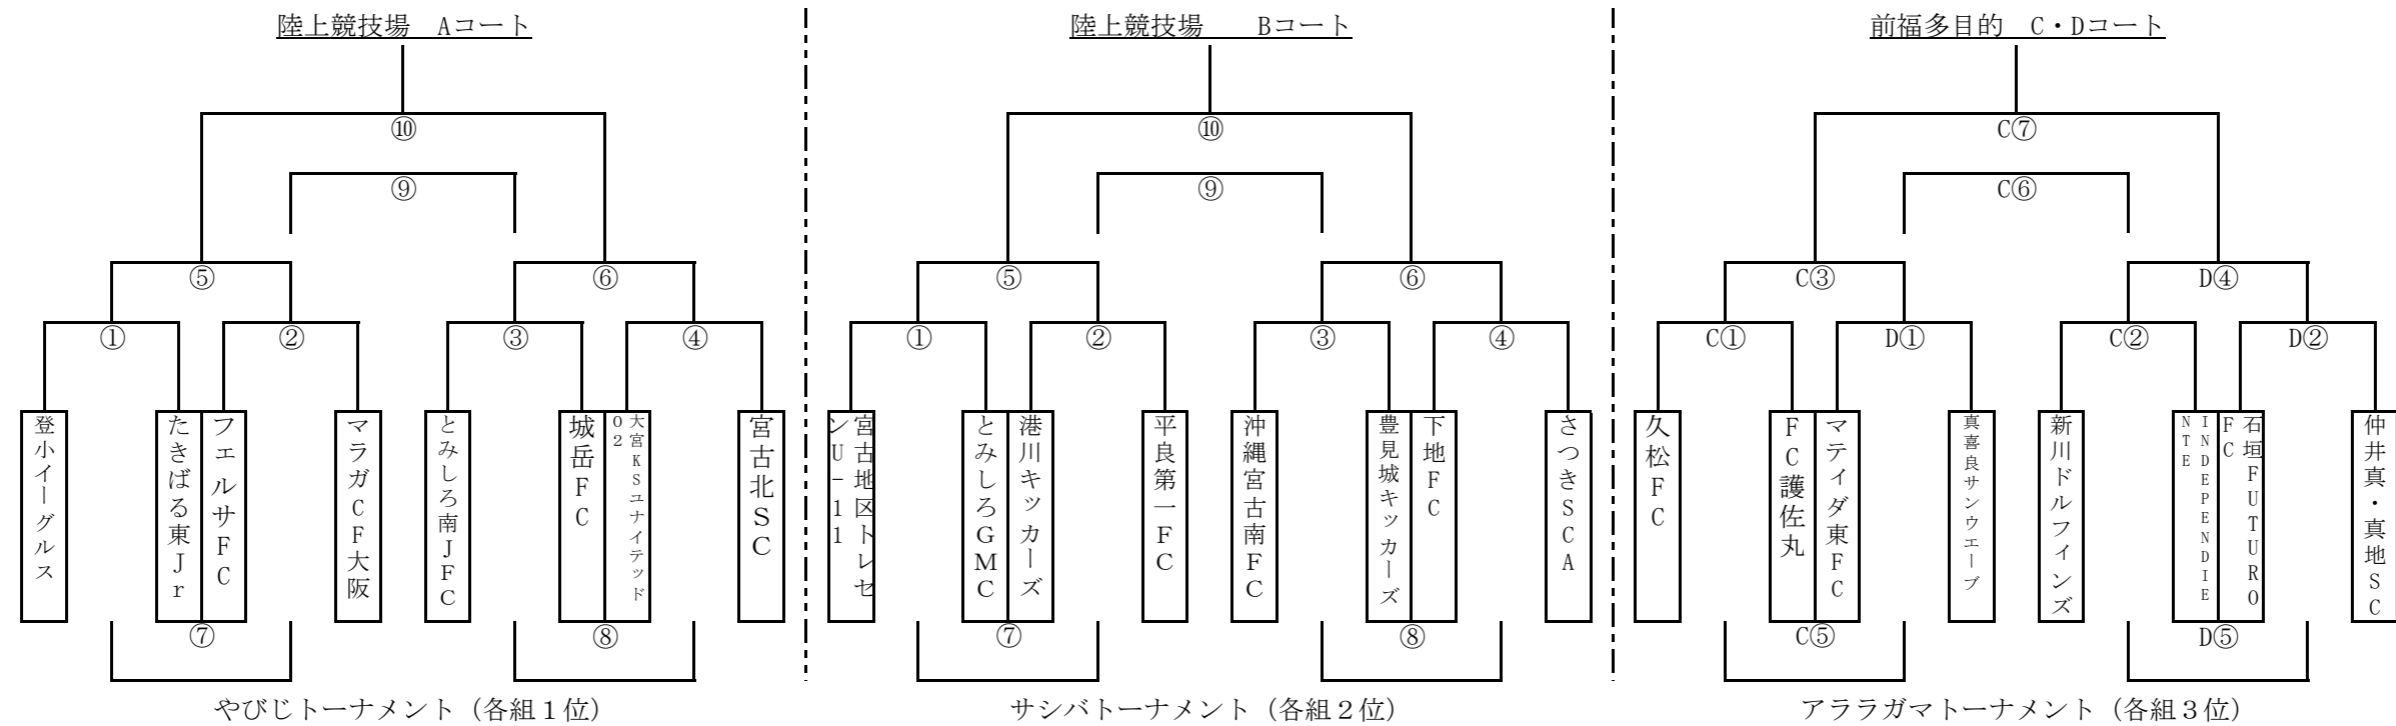 陸上競技場　Aコート
陸上競技場　　Bコート
前福多目的　C・Dコート
⑩
⑩
C⑦
⑨
⑨
C⑥
⑤
⑥
⑤
⑥
C③
D④
①
②
③
④
①
②
③
④
C①
D①
C②
D②
登小イーグルス
たきばる東Jr
フェルサFC
マラガCF大阪
とみしろ南JFC
城岳FC
大宮KSユナイテッド
02
宮古北SC
宮古地区トレセ
ンU-11
とみしろGMC
港川キッカーズ
平良第一FC
沖縄宮古南FC
豊見城キッカーズ
下地FC
さつきSCA
久松FC
FC護佐丸
マティダ東FC
真喜良サンウエーブ
新川ドルフィンズ
INDEPENDIE
NTE
石垣FUTURO
FC
仲井真・真地SC
⑦
⑧
⑦
⑧
C⑤
D⑤
やびじトーナメント（各組１位）
サシバトーナメント（各組２位）
アララガマトーナメント（各組３位）